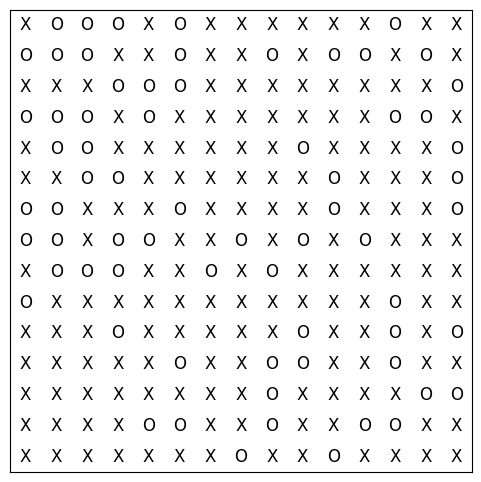 X O O O X O X X X X X X O X X
O O O X X O X X O X O O X O X
X X X O O O X X X X X X X X O
O O O X O X X X X X X X O O X
X O O X X X X X X O X X X X O
X X O O X X X X X X O X X X O
O O X X X O X X X X O X X X O
O O X O O X X O X O X O X X X
X O O O X X O X O X X X X X X
O X X X X X X X X X X X O X X
X X X O X X X X X O X X O X O
X X X X X O X X O O X X O X X
X X X X X X X X O X X X X O O
X X X X O O X X O X X O O X X
X X X X X X X O X X O X X X X